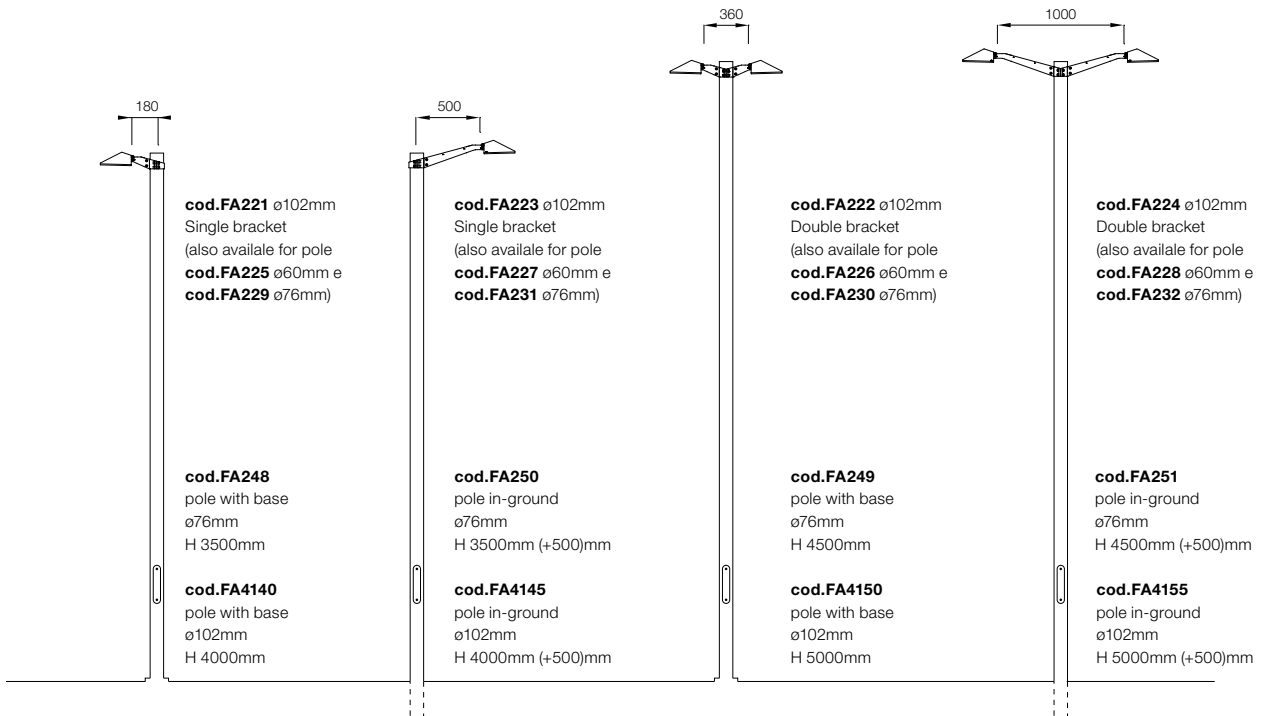 180
500
360
1000
cod.FA221 ø102mm
Single bracket
(also availale for pole
cod.FA225 ø60mm e
cod.FA229 ø76mm)
cod.FA223 ø102mm
Single bracket
(also availale for pole
cod.FA227 ø60mm e
cod.FA231 ø76mm)
cod.FA222 ø102mm
Double bracket
(also availale for pole
cod.FA226 ø60mm e
cod.FA230 ø76mm)
cod.FA224 ø102mm
Double bracket
(also availale for pole
cod.FA228 ø60mm e
cod.FA232 ø76mm)
cod.FA248
pole with base
ø76mm
H 3500mm
cod.FA250
pole in-ground
ø76mm
H 3500mm (+500)mm
cod.FA249
pole with base
ø76mm
H 4500mm
cod.FA251
pole in-ground
ø76mm
H 4500mm (+500)mm
cod.FA4140
pole with base
ø102mm
H 4000mm
cod.FA4145
pole in-ground
ø102mm
H 4000mm (+500)mm
cod.FA4150
pole with base
ø102mm
H 5000mm
cod.FA4155
pole in-ground
ø102mm
H 5000mm (+500)mm